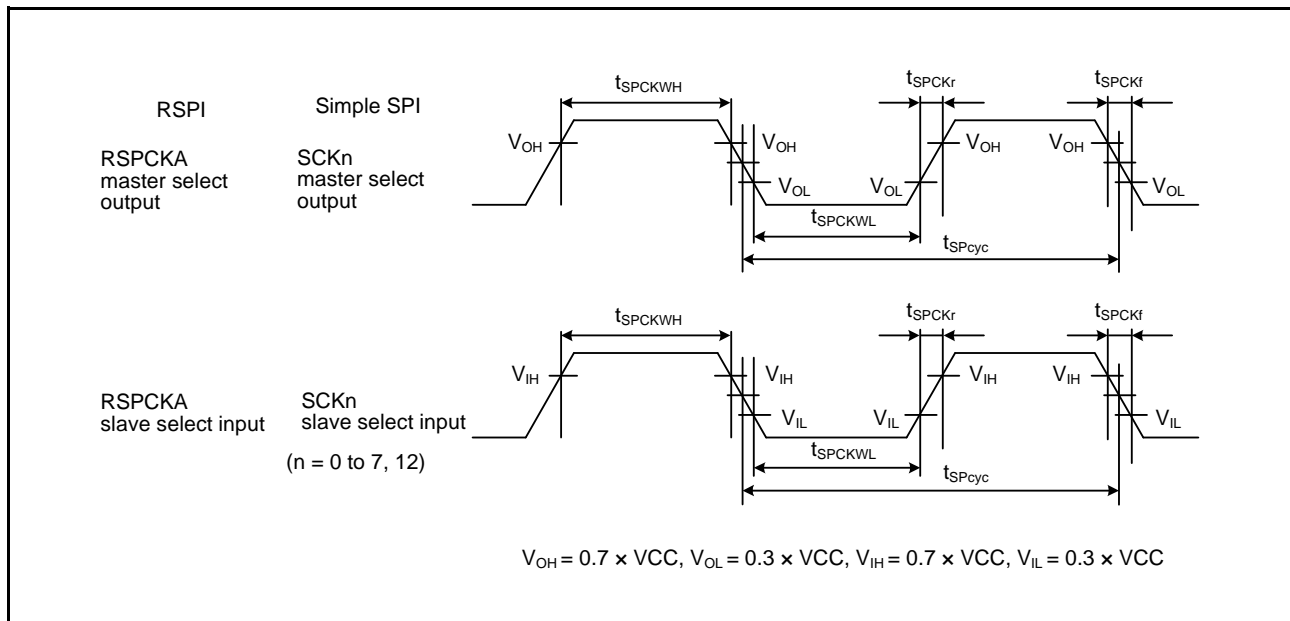 RSPI Simple SPI
RSPCKA
master select
output
SCKn
master select
output
tSPCKWH tSPCKr tSPCKf
VOH VOH VOH VOH
VOL VOL VOL
tSPCKWL
tSPcyc
RSPCKA
slave select input
SCKn
slave select input
(n = 0 to 7, 12)
tSPCKWH tSPCKr tSPCKf
VIH VIH VIH VIH
VIL VIL VIL
tSPCKWL
tSPcyc
VOH = 0.7 × VCC, VOL = 0.3 × VCC, VIH = 0.7 × VCC, VIL = 0.3 × VCC